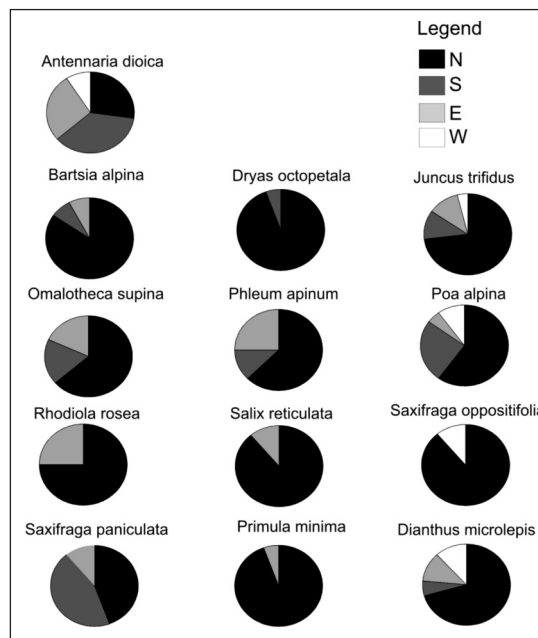 Legend
N
S
E
W
Antennaria dioica
Bartsia alpina
Dryas octopetala
Juncus trifidus
Omalotheca supina
Phleum apinum
Poa alpina
Rhodiola rosea
Salix reticulata
Saxifraga oppositifolia
Saxifraga paniculata
Primula minima
Dianthus microlepis